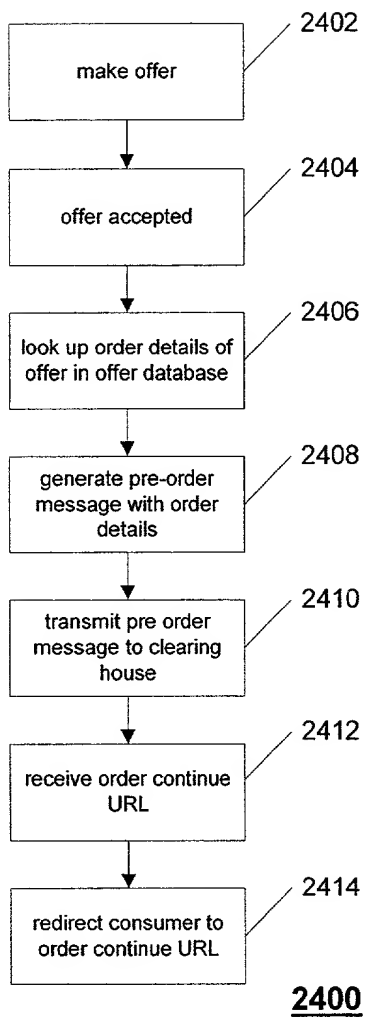 2402
make offer
2404
offer accepted
2406
look up order details of
offer in offer database
2408
generate pre-order
message with order
details
2410
transmit pre order
message to clearing
house
2412
receive order continue
URL
2414
redirect consumer to
order continue URL
2400